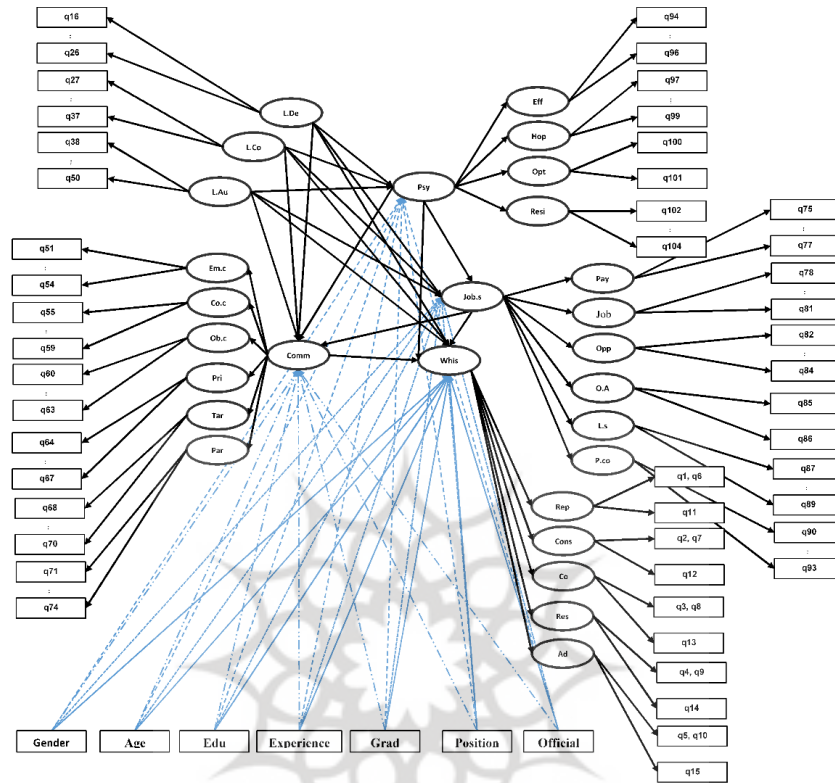 q16
:
q26
q27
:
q37
q38
:
q50
L.De
L.Co
L.Au
Psy
Eff
Hop
Opt
Resi
q94
:
q96
q97
:
q99
q100
q101
q102
:
q104
q51
:
q54
q55
:
q59
q60
:
q63
q64
:
q67
q68
:
q70
q71
:
q74
Em.c
Co.c
Ob.c
Pri
Tar
Par
Comm
Job.s
Whis
Pay
Job
Opp
O.A
L.s
P.co
q75
:
q77
q78
:
q81
q82
:
q84
q85
q86
q87
:
q89
q90
:
q93
Rep
Cons
Co
Res
Ad
q1, q6
q11
q2, q7
q12
q3, q8
q13
q4, q9
q14
q5, q10
q15
Gender
Age
Edu
Experience
Grad
Position
Official